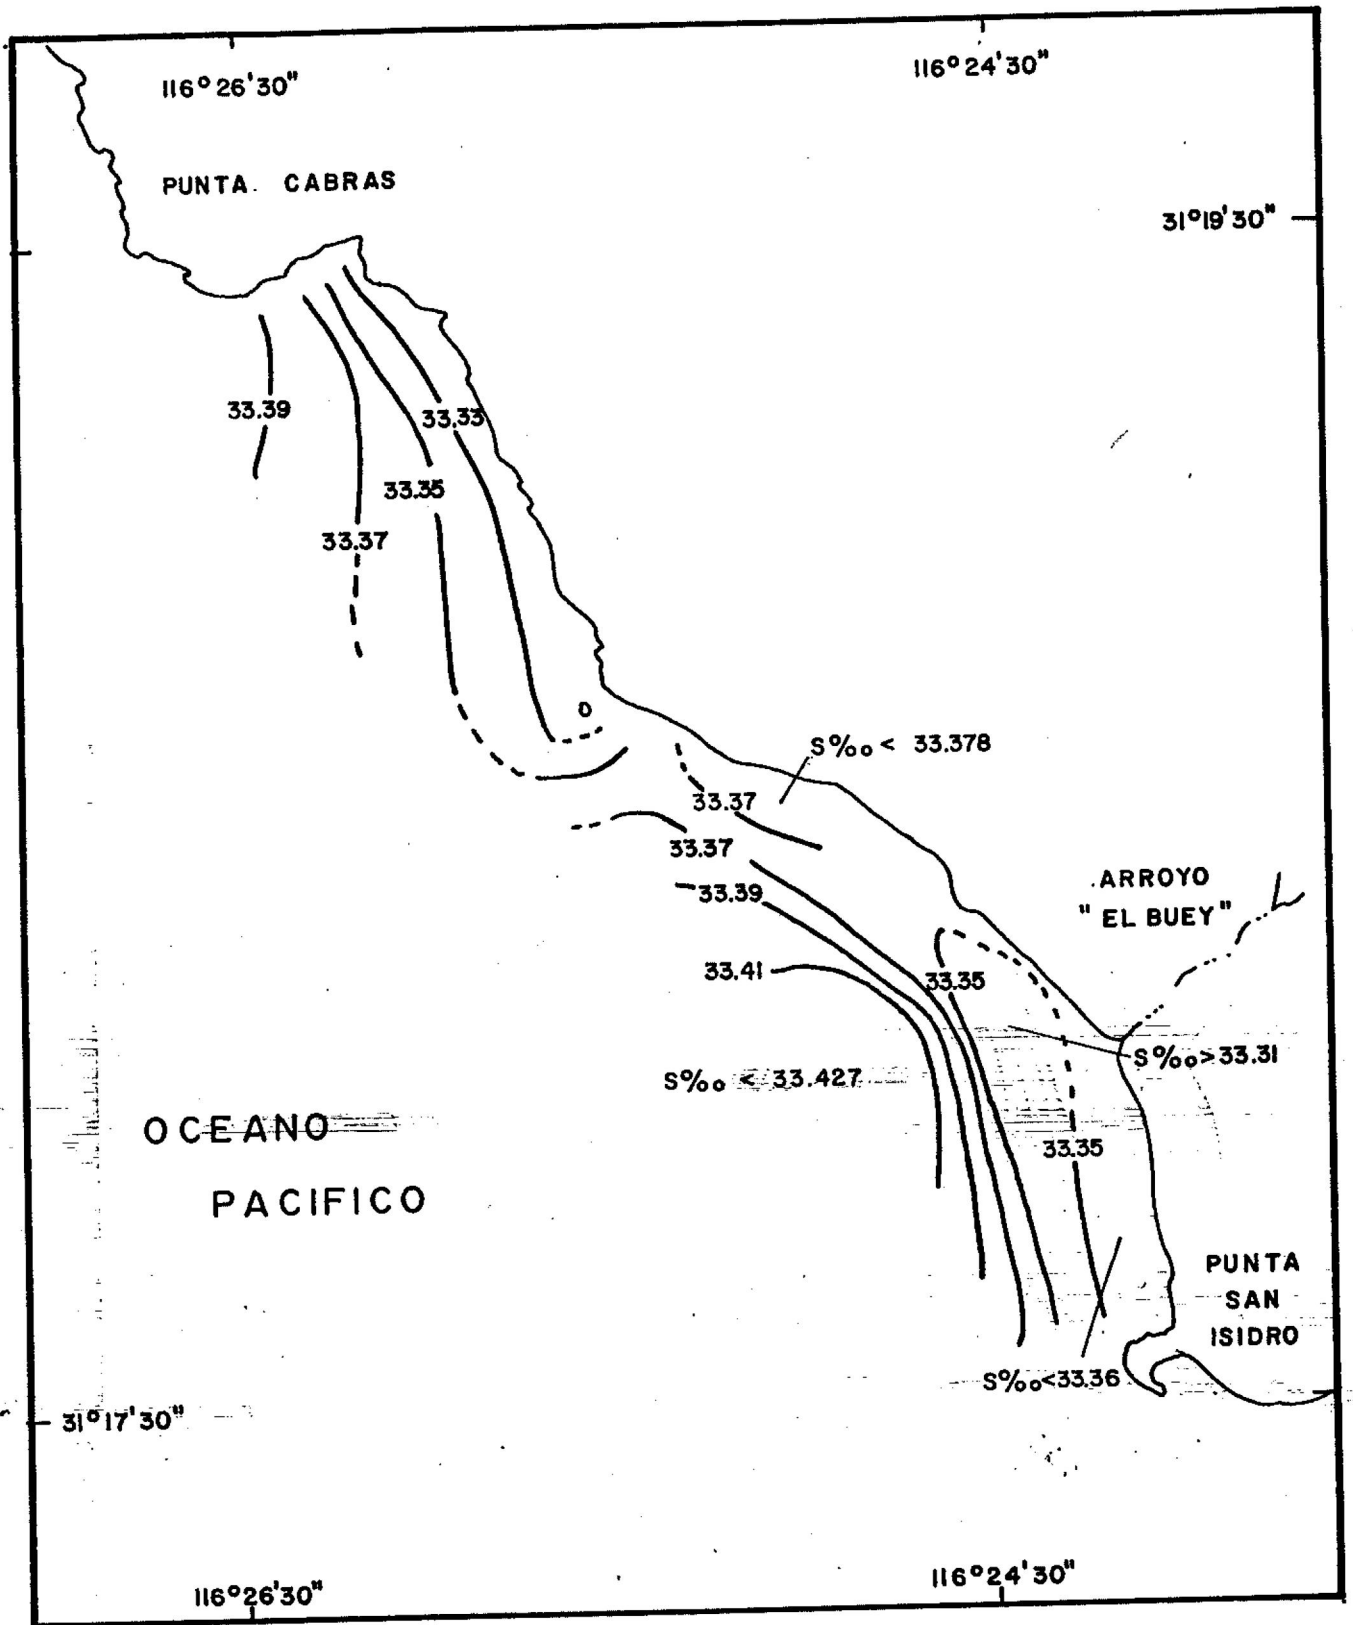 116°26'30"
116°24'30"
PUNTA. CABRAS
31°19'30"
33.39
33.33
33.35
33.37
S‰ < 33.378
33.37
33.37
33.39
ARROYO
"EL BUEY"
33.41
33.35
S‰>33.31
S‰ < 33.427
OCEANO
PACIFICO
33.35
PUNTA
SAN
ISIDRO
S‰<33.36
31°17'30"
116°26'30"
116°24'30"